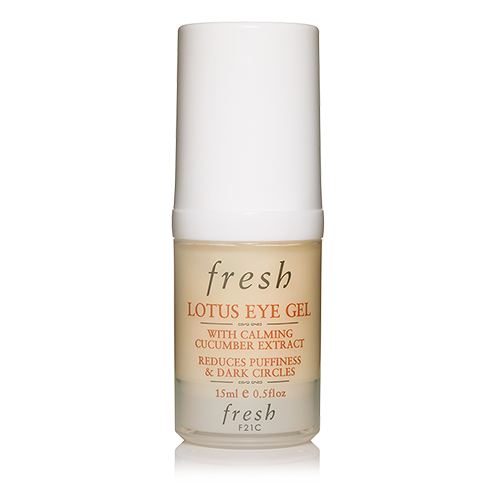 fresh
LOTUS EYE GEL
WITH CALMING
CUCUMBER EXTRACT
REDUCES PUFFINESS
& DARK CIRCLES
15ml e 0.5floz
fresh
F21C